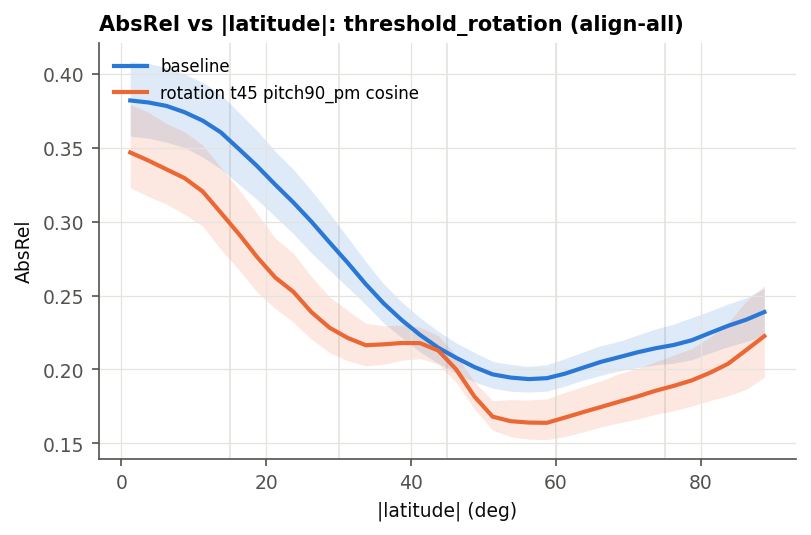 AbsRel vs |latitude|: threshold_rotation (align-all)
baseline
rotation t45 pitch90_pm cosine
0.40
0.35
0.30
0.25
0.20
0.15
AbsRel
0 20 40 60 80
|latitude| (deg)